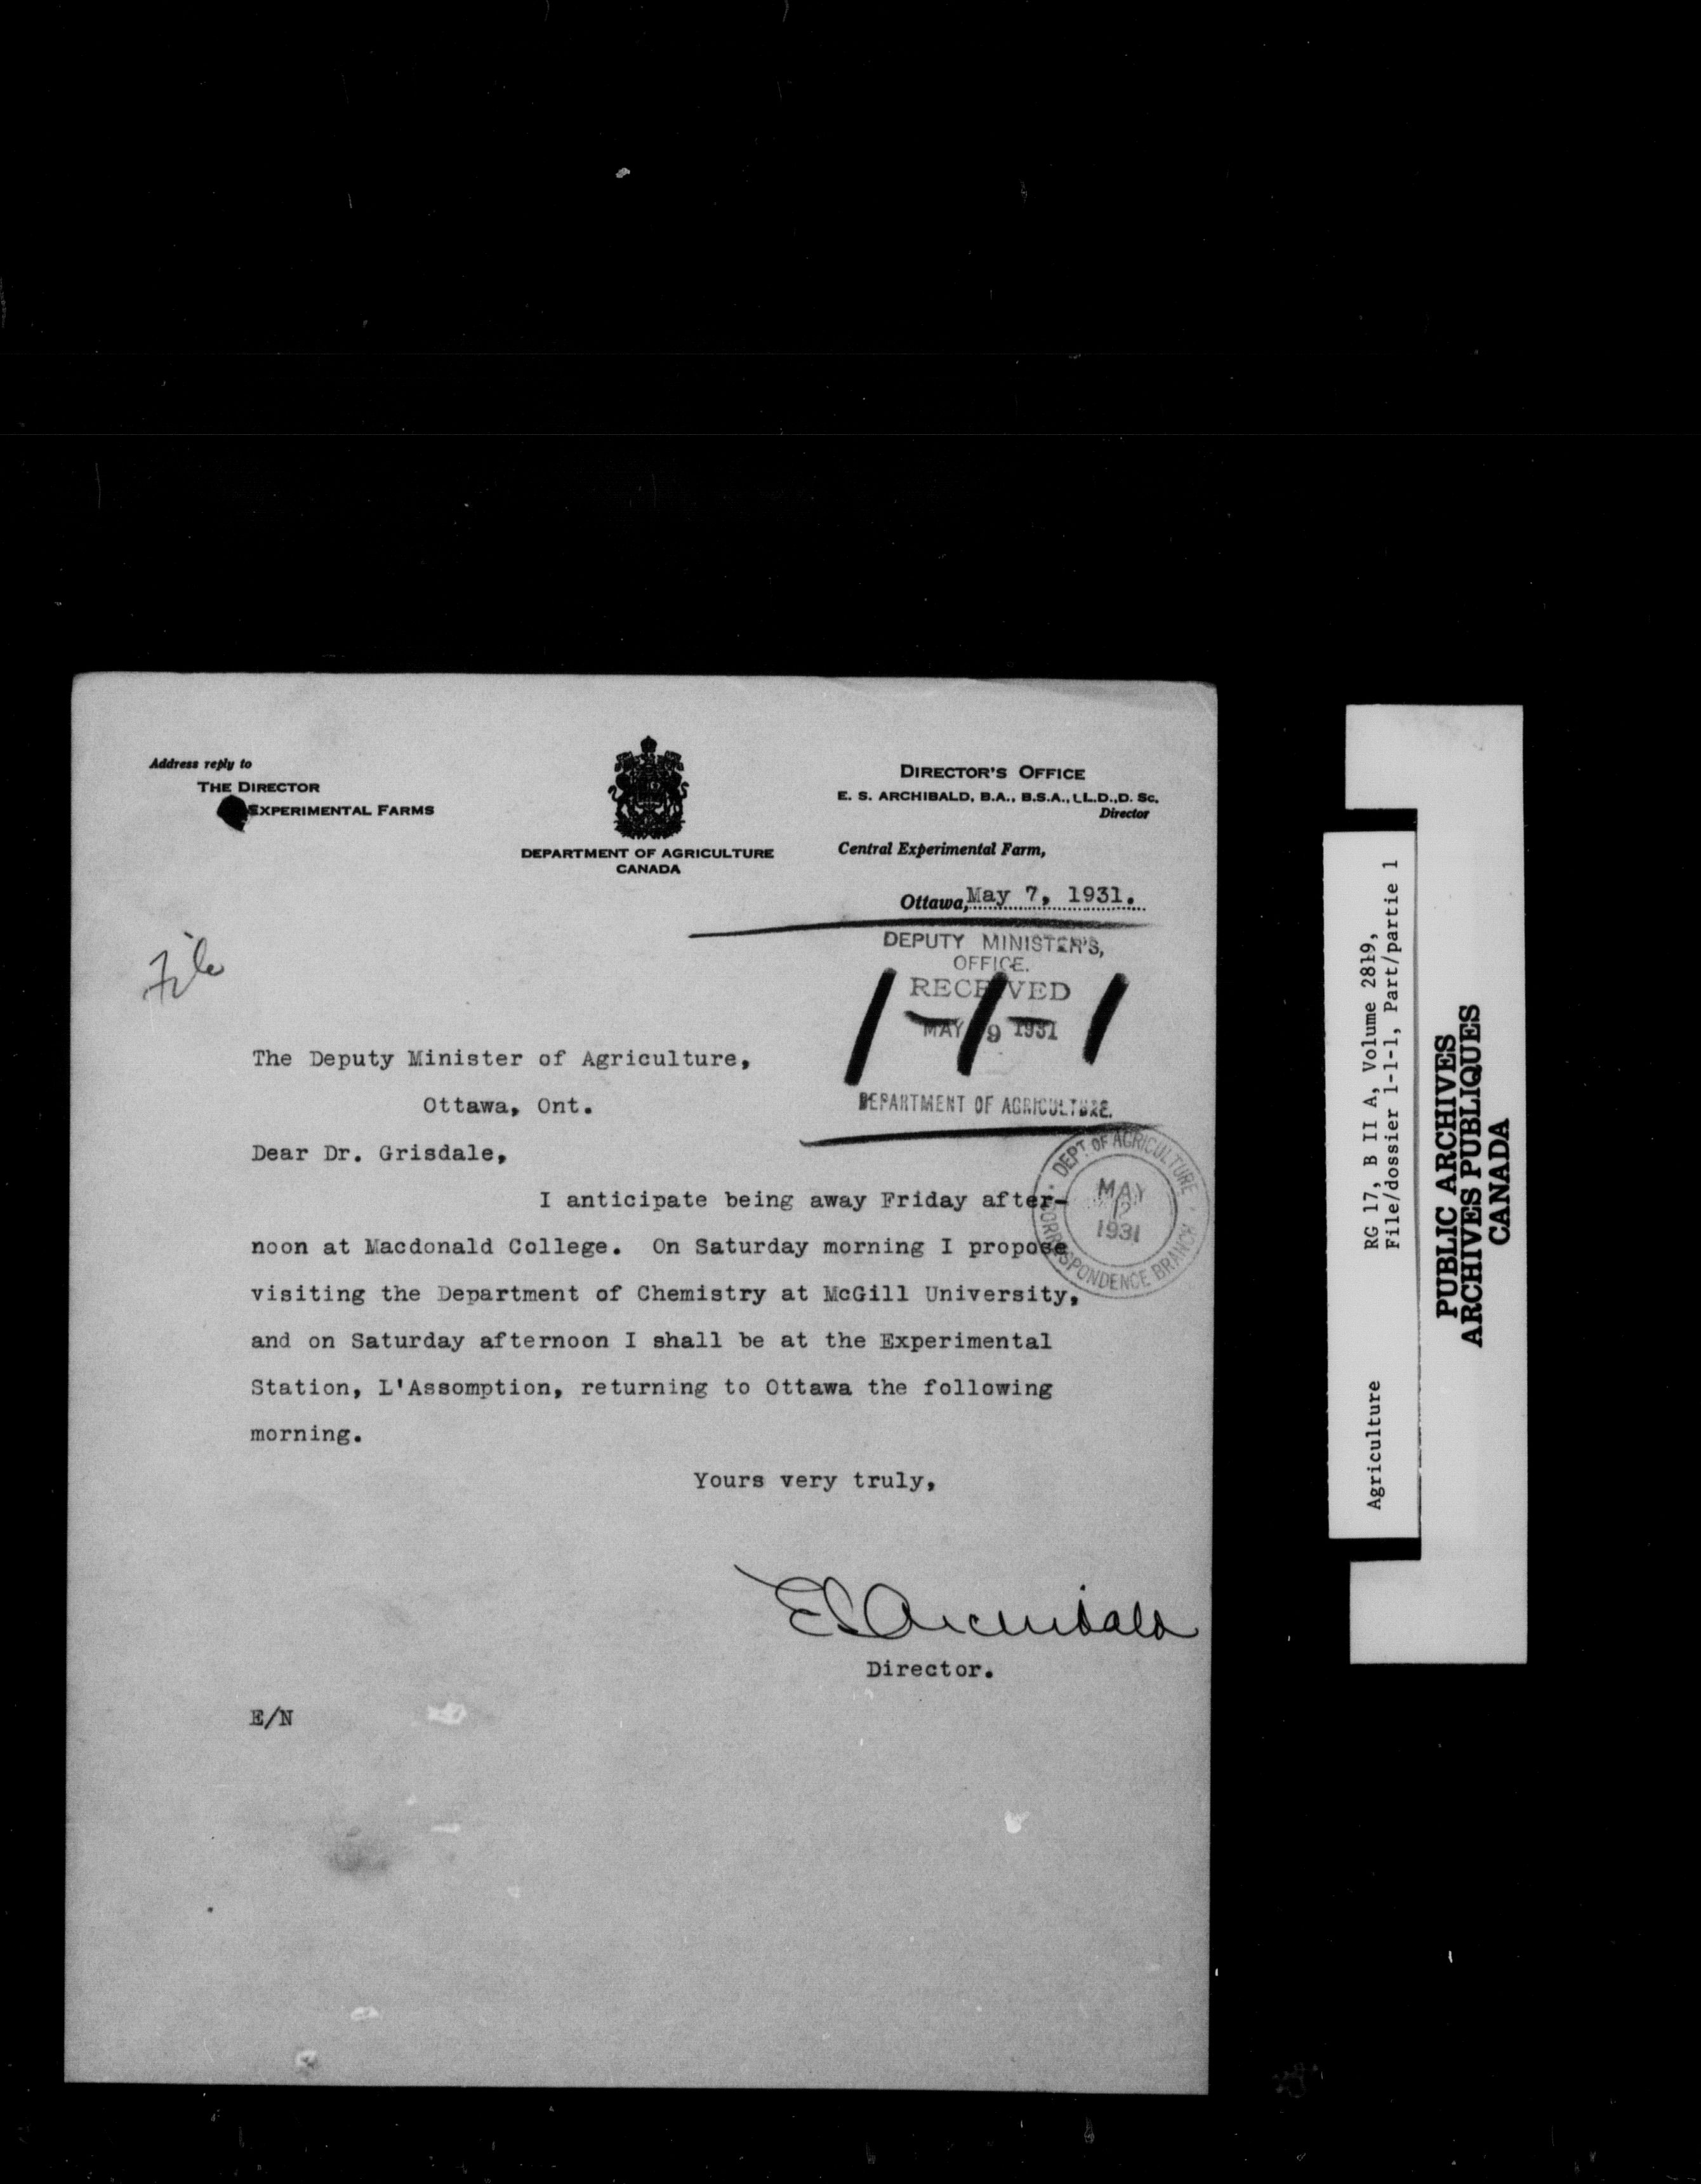 Address reply to
THE DIRECTOR
EXPERIMENTAL FARMS
DEPARTMENT OF AGRICULTURE
CANADA
DIRECTOR'S OFFICE
E. S. ARCHIBALD, B.A., B.S.A., LL.D., D. Sc.
Director
Central Experimental Farm,
Ottawa, May 7, 1931.
File
DEPUTY MINISTER'S,
OFFICE.
RECEIVED
MAY 9 1931
1-1-1
DEPARTMENT OF AGRICULTURE.
The Deputy Minister of Agriculture,
Ottawa, Ont.
Dear Dr. Grisdale,
DEPT. OF AGRICULTURE
MAY
12
1931
CORRESPONDENCE BRANCH
I anticipate being away Friday after-
noon at Macdonald College. On Saturday morning I propose
visiting the Department of Chemistry at McGill University,
and on Saturday afternoon I shall be at the Experimental
Station, L'Assomption, returning to Ottawa the following
morning.
Yours very truly,
ES Archibald
Director.
E/N
Agriculture RG 17, B II A, Volume 2819,
File/dossier 1-1-1, Part/partie 1
PUBLIC ARCHIVES
ARCHIVES PUBLIQUES
CANADA